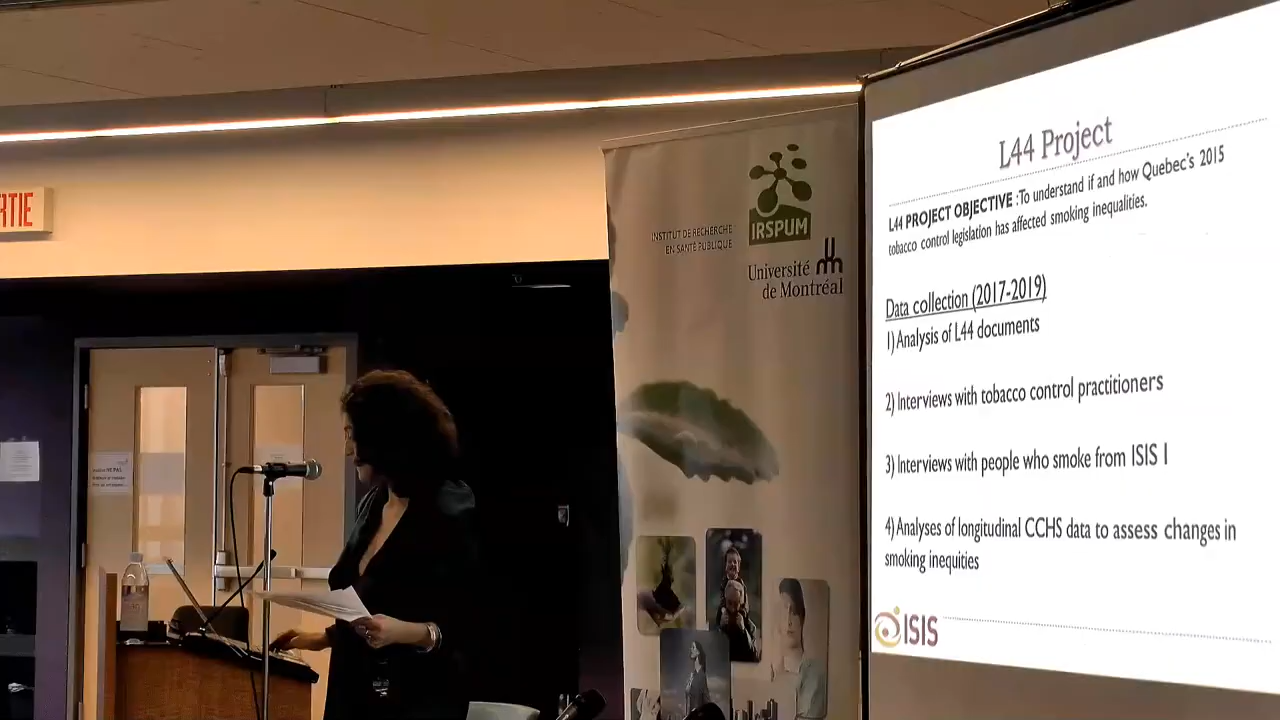 RTIE
INSTITUT DE RECHERCHE
EN SANTÉ PUBLIQUE
IRSPUM
Université
de Montréal
L44 Project
L44 PROJECT OBJECTIVE :To understand if and how Quebec's 2015
tobacco control legislation has affected smoking inequalities.
Data collection (2017-2019)
1) Analysis of L44 documents
2) Interviews with tobacco control practitioners
3) Interviews with people who smoke from ISIS I
4) Analyses of longitudinal CCHS data to assess changes in
smoking inequities
ISIS